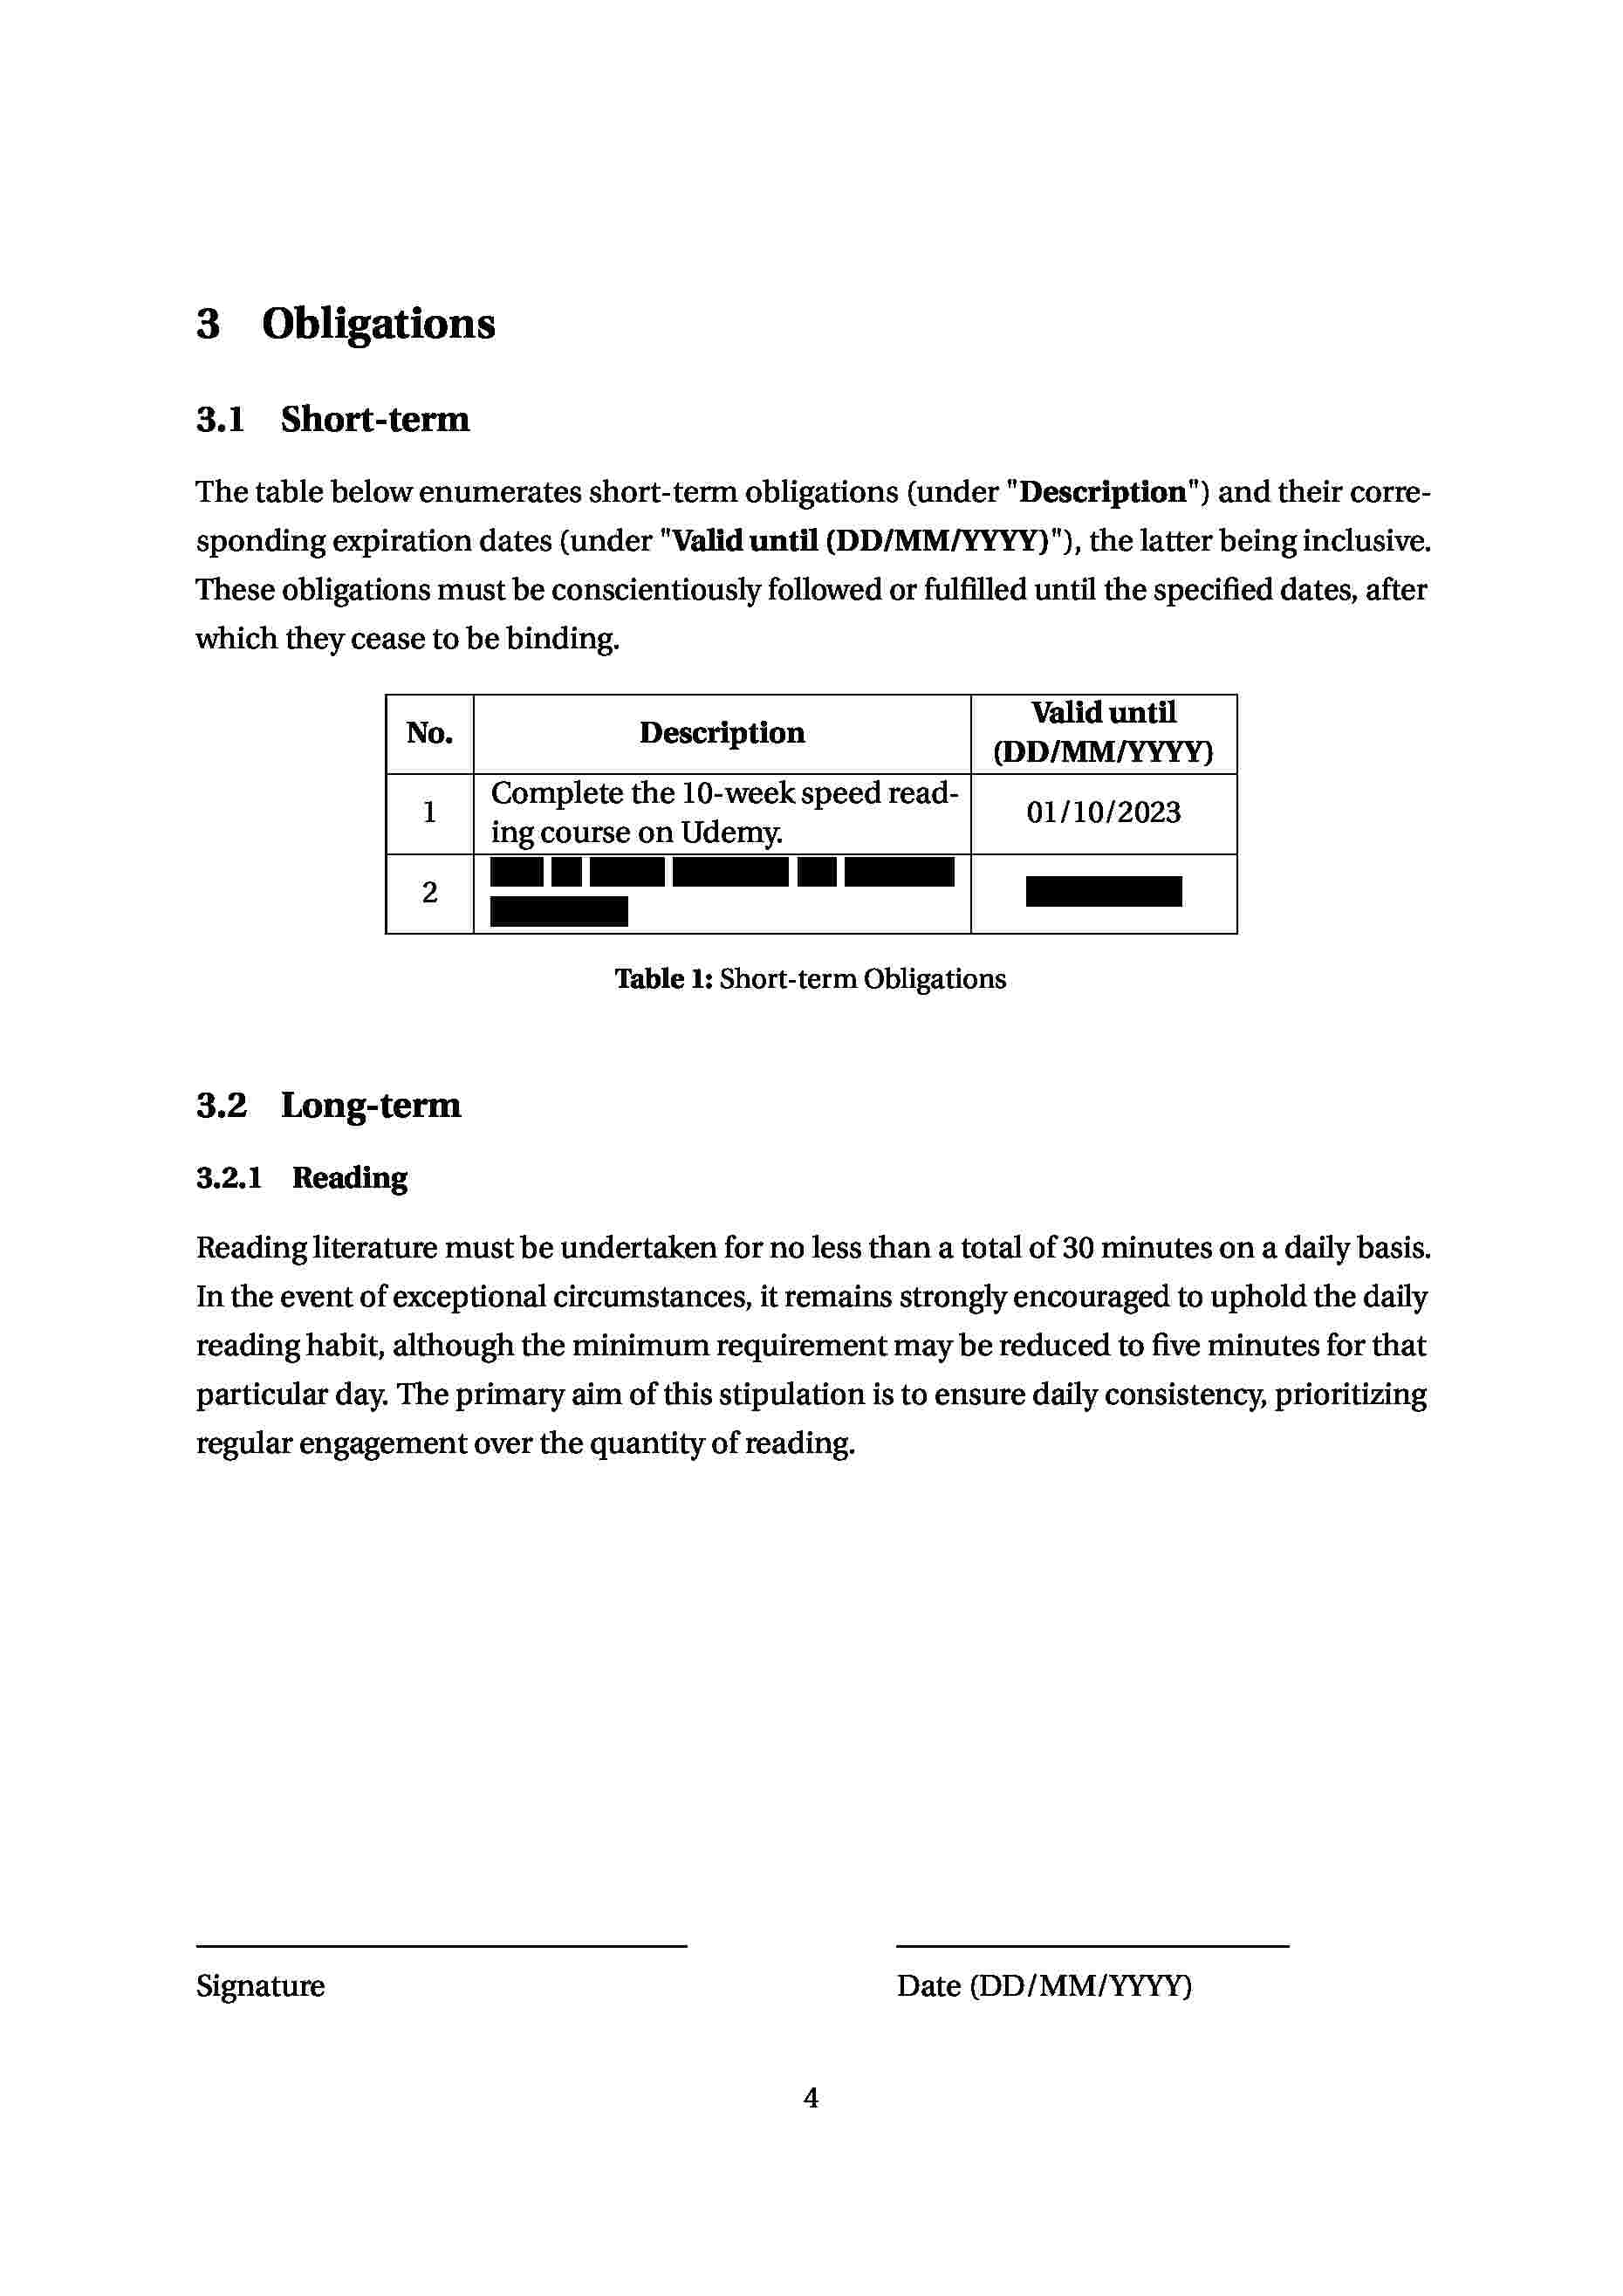 3 Obligations
3.1 Short-term
The table below enumerates short-term obligations (under "Description") and their corre-
sponding expiration dates (under "Valid until (DD/MM/YYYY)"), the latter being inclusive.
These obligations must be conscientiously followed or fulfilled until the specified dates, after
which they cease to be binding.
No. Description Valid until
(DD/MM/YYYY)
1 Complete the 10-week speed read- 01/10/2023
ing course on Udemy.
2
Table 1: Short-term Obligations
3.2 Long-term
3.2.1 Reading
Reading literature must be undertaken for no less than a total of 30 minutes on a daily basis.
In the event of exceptional circumstances, it remains strongly encouraged to uphold the daily
reading habit, although the minimum requirement may be reduced to five minutes for that
particular day. The primary aim of this stipulation is to ensure daily consistency, prioritizing
regular engagement over the quantity of reading.
Signature Date (DD/MM/YYYY)
4